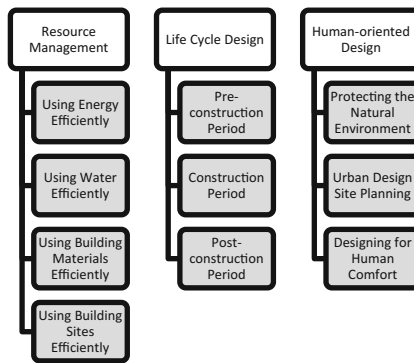 Resource
Management
Using Energy
Efficiently
Using Water
Efficiently
Using Building
Materials
Efficiently
Using Building
Sites
Efficiently
Life Cycle Design
Pre-
construction
Period
Construction
Period
Post-
construction
Period
Human-oriented
Design
Protecting the
Natural
Environment
Urban Design
Site Planning
Designing for
Human
Comfort